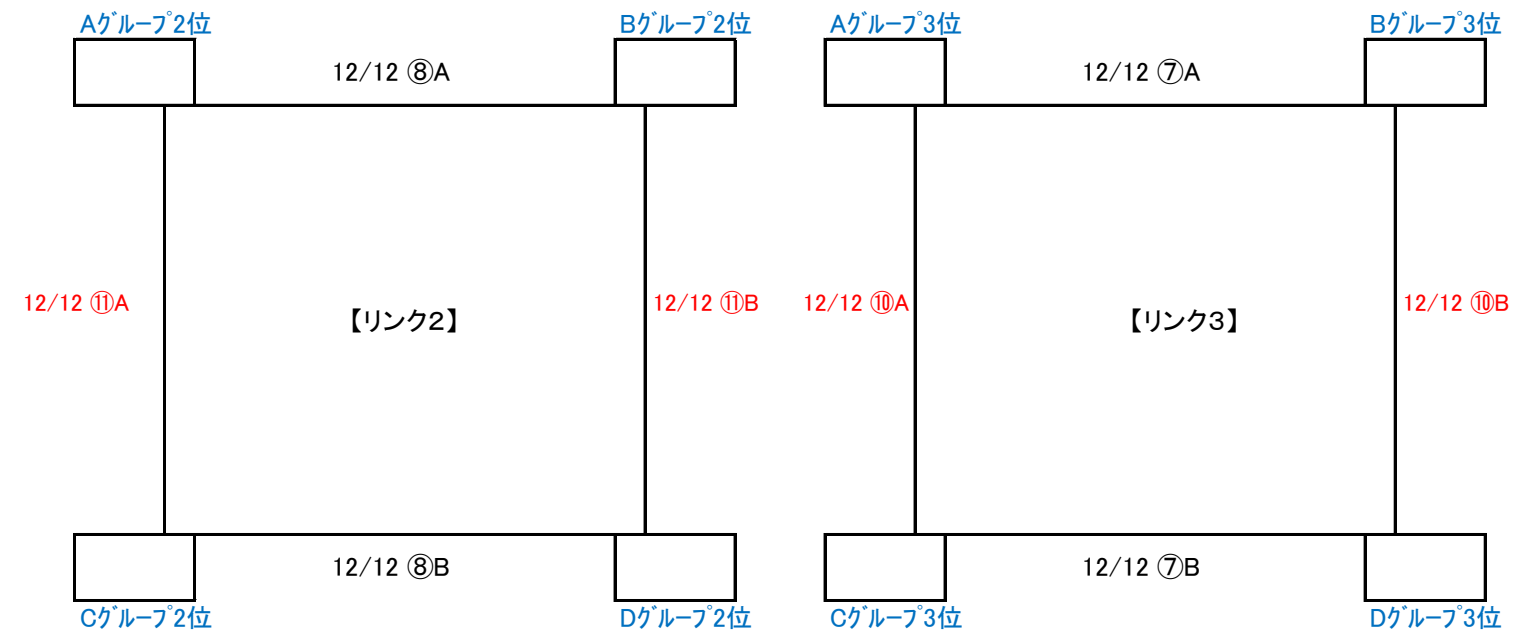 Aｸﾞﾙｰﾌﾟ2位
Bｸﾞﾙｰﾌﾟ2位
12/12 ⑧A
12/12 ⑪A
【リンク２】
12/12 ⑪B
12/12 ⑧B
Cｸﾞﾙｰﾌﾟ2位
Dｸﾞﾙｰﾌﾟ2位
Aｸﾞﾙｰﾌﾟ3位
Bｸﾞﾙｰﾌﾟ3位
12/12 ⑦A
12/12 ⑩A
【リンク３】
12/12 ⑩B
12/12 ⑦B
Cｸﾞﾙｰﾌﾟ3位
Dｸﾞﾙｰﾌﾟ3位